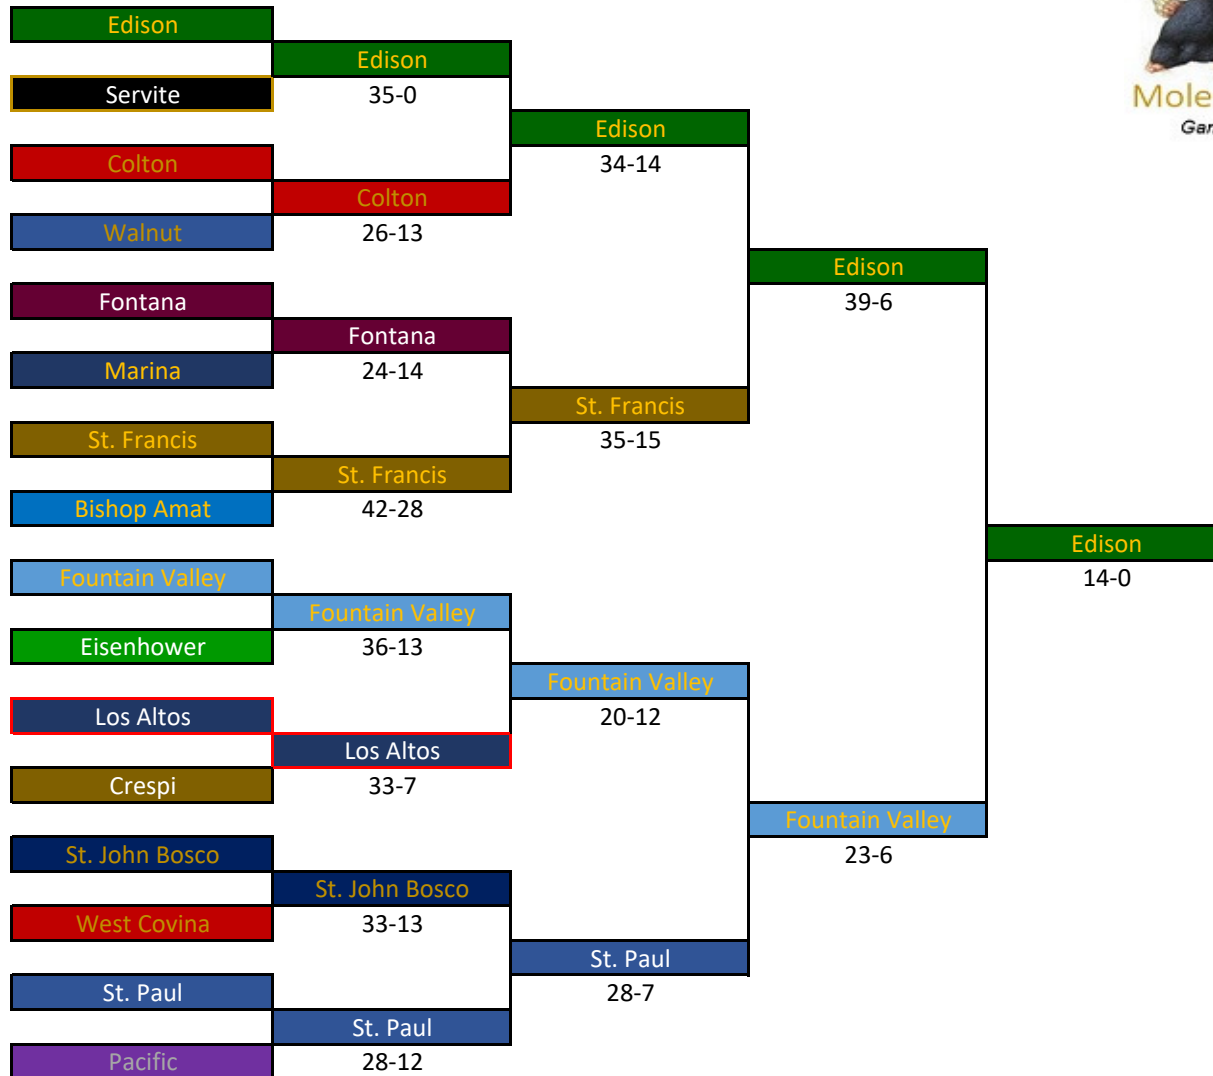 Edison
Edison
Servite
35-0
Mole
Gar
Edison
Colton
34-14
Colton
Walnut
26-13
Edison
Fontana
39-6
Fontana
Marina
24-14
St. Francis
St. Francis
35-15
St. Francis
Bishop Amat
42-28
Edison
Fountain Valley
14-0
Fountain Valley
Eisenhower
36-13
Fountain Valley
Los Altos
20-12
Los Altos
Crespi
33-7
Fountain Valley
St. John Bosco
23-6
St. John Bosco
West Covina
33-13
St. Paul
St. Paul
28-7
St. Paul
Pacific
28-12